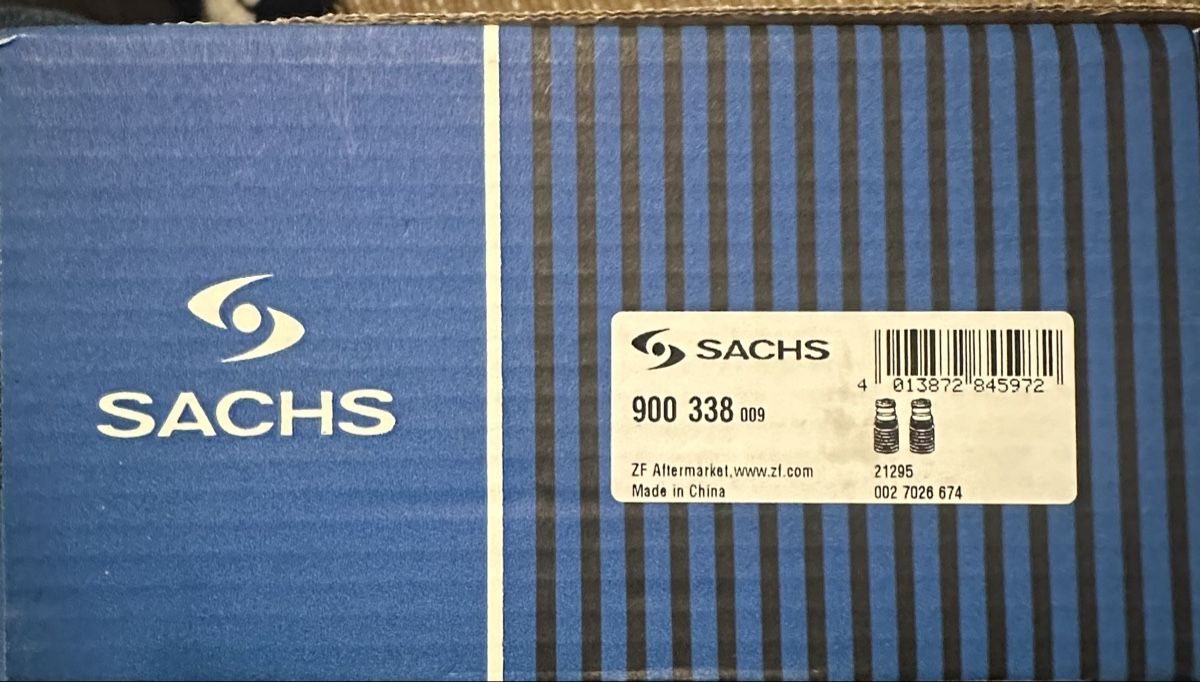 SACHS
SACHS
4 013872 845972
900 338 009
ZF Aftermarket, www.zf.com
Made in China
21295
002 7026 674